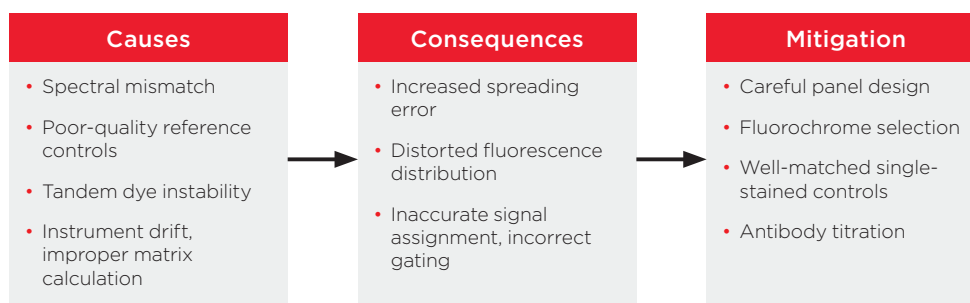 Causes
• Spectral mismatch
• Poor-quality reference
controls
• Tandem dye instability
• Instrument drift,
improper matrix
calculation
Consequences
• Increased spreading
error
• Distorted fluorescence
distribution
• Inaccurate signal
assignment, incorrect
gating
Mitigation
• Careful panel design
• Fluorochrome selection
• Well-matched single-
stained controls
• Antibody titration